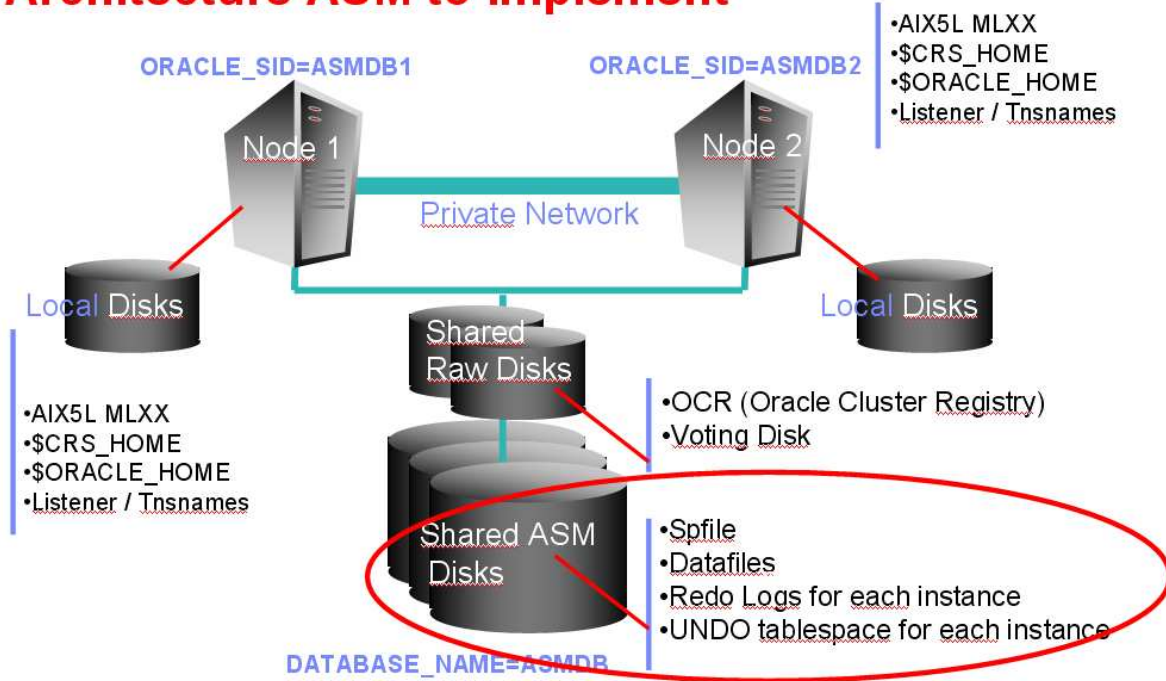 Architecture ASM to implement
•AIX5L MLXX
•$CRS_HOME
•$ORACLE_HOME
•Listener / Tnsnames
ORACLE_SID=ASMDB1
ORACLE_SID=ASMDB2
Node 1
Node 2
Private Network
Local Disks
Local Disks
Shared
Raw Disks
•OCR (Oracle Cluster Registry)
•Voting Disk
•AIX5L MLXX
•$CRS_HOME
•$ORACLE_HOME
•Listener / Tnsnames
Shared ASM
Disks
•Spfile
•Datafiles
•Redo Logs for each instance
•UNDO tablespace for each instance
DATABASE_NAME=ASMDB